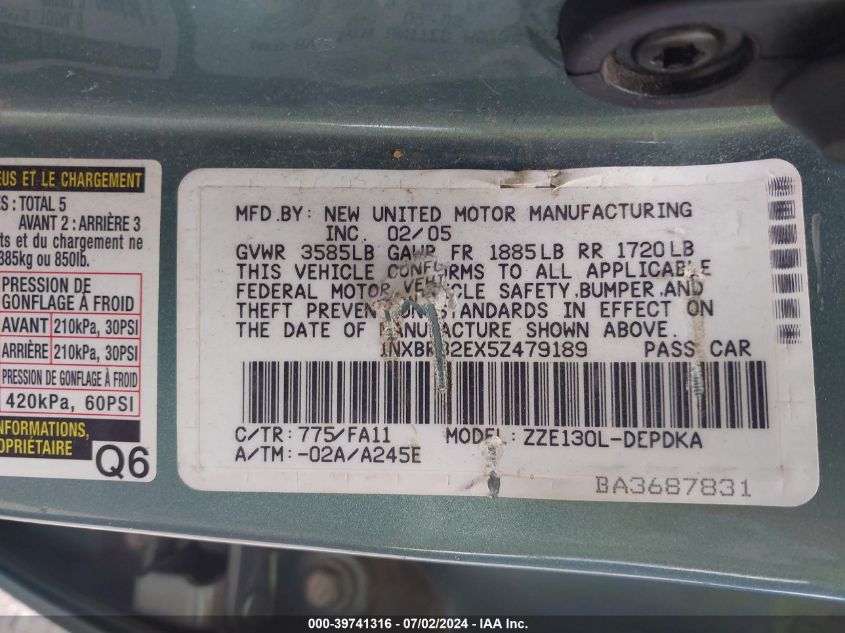 EUS ET LE CHARGEMENT
ES : TOTAL 5
AVANT 2 : ARRIÈRE 3
ts et du chargement ne
385kg ou 850lb.
PRESSION DE
GONFLAGE À FROID
AVANT 210kPa, 30PSI
ARRIÈRE 210kPa, 30PSI
PRESSION DE GONFLAGE À FROID
420kPa, 60PSI
INFORMATIONS,
OPRIÉTAIRE
Q6
MFD.BY: NEW UNITED MOTOR MANUFACTURING
INC. 02/05
GVWR 3585LB GAWR FR 1885LB RR 1720LB
THIS VEHICLE CONFORMS TO ALL APPLICABLE
FEDERAL MOTOR VEHICLE SAFETY,BUMPER,AND
THEFT PREVENTION STANDARDS IN EFFECT ON
THE DATE OF MANUFACTURE SHOWN ABOVE.
1NXBR32EX5Z479189 PASS CAR
C/TR: 775/FA11 MODEL: ZZE130L-DEPDKA
A/TM: -02A/A245E
BA3687831
000-39741316 - 07/02/2024 - IAA Inc.